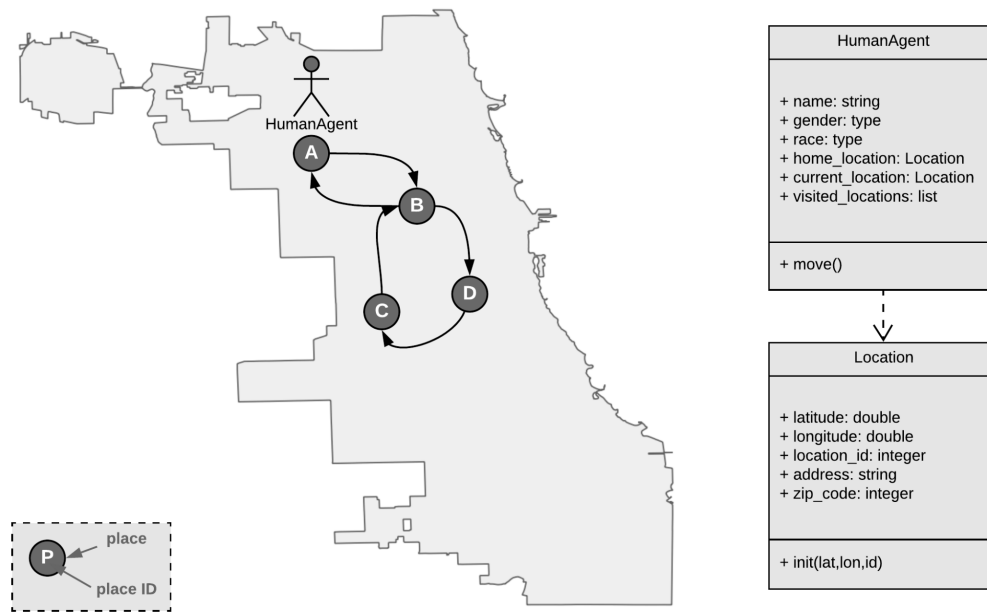 HumanAgent
A
B
C
D
P
place
place ID
HumanAgent
+ name: string
+ gender: type
+ race: type
+ home_location: Location
+ current_location: Location
+ visited_locations: list
+ move()
Location
+ latitude: double
+ longitude: double
+ location_id: integer
+ address: string
+ zip_code: integer
+ init(lat,lon,id)